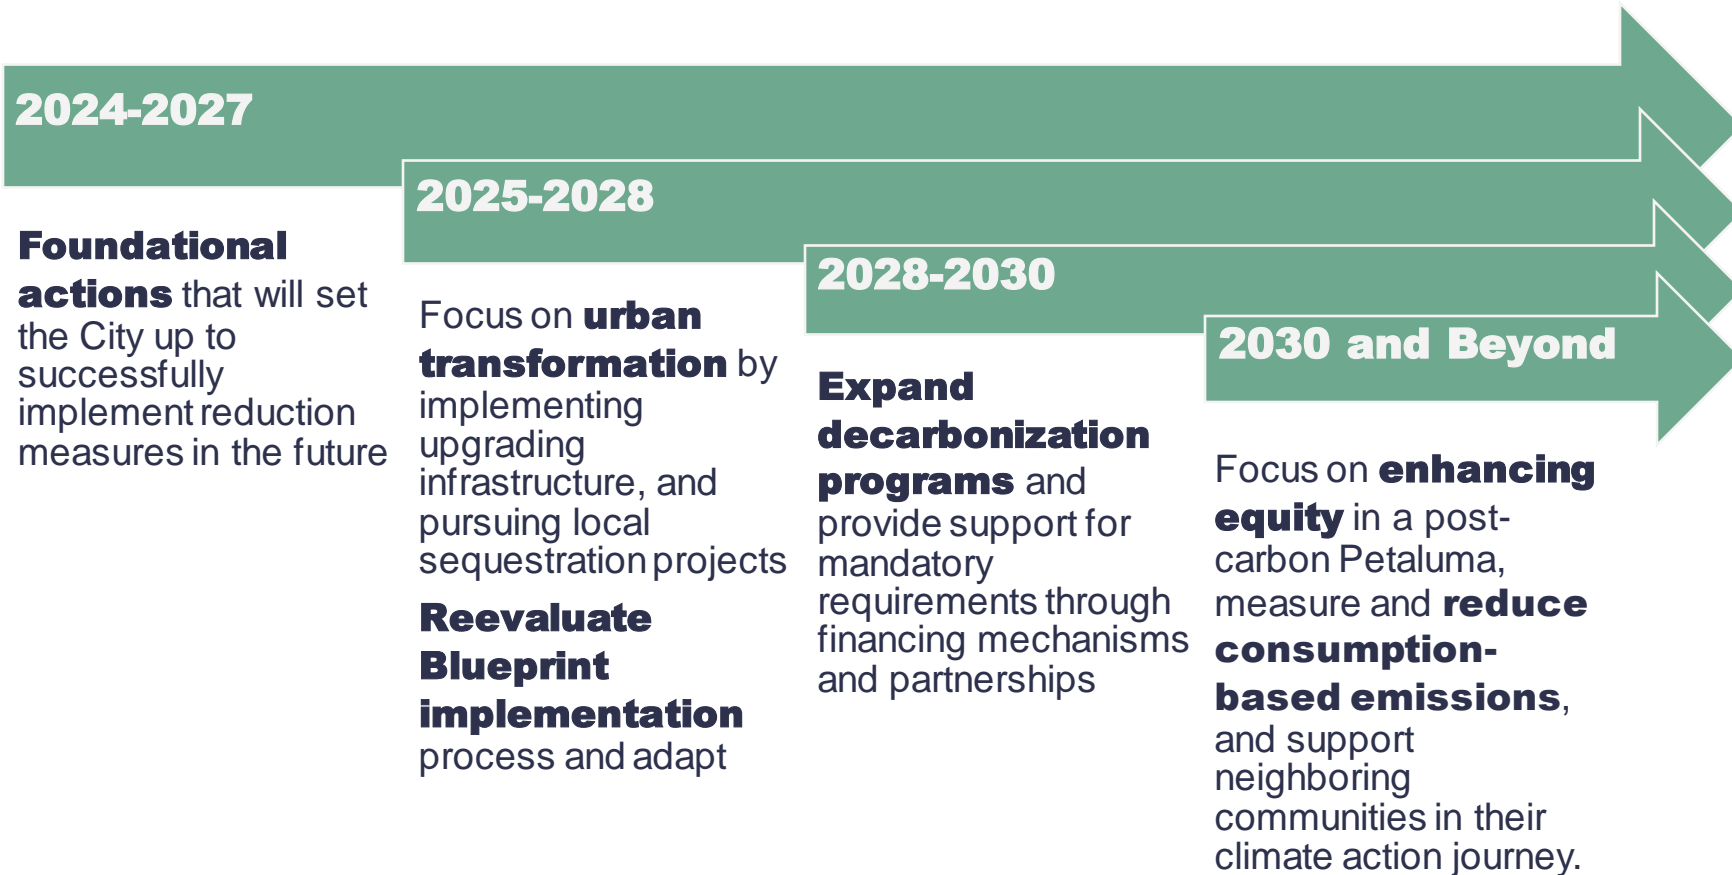 2024-2027
Foundational
actions that will set
the City up to
successfully
implement reduction
measures in the future
2025-2028
Focus on urban
transformation by
implementing
upgrading
infrastructure, and
pursuing local
sequestration projects
Reevaluate
Blueprint
implementation
process and adapt
2028-2030
Expand
decarbonization
programs and
provide support for
mandatory
requirements through
financing mechanisms
and partnerships
2030 and Beyond
Focus on enhancing
equity in a post-
carbon Petaluma,
measure and reduce
consumption-
based emissions,
and support
neighboring
communities in their
climate action journey.